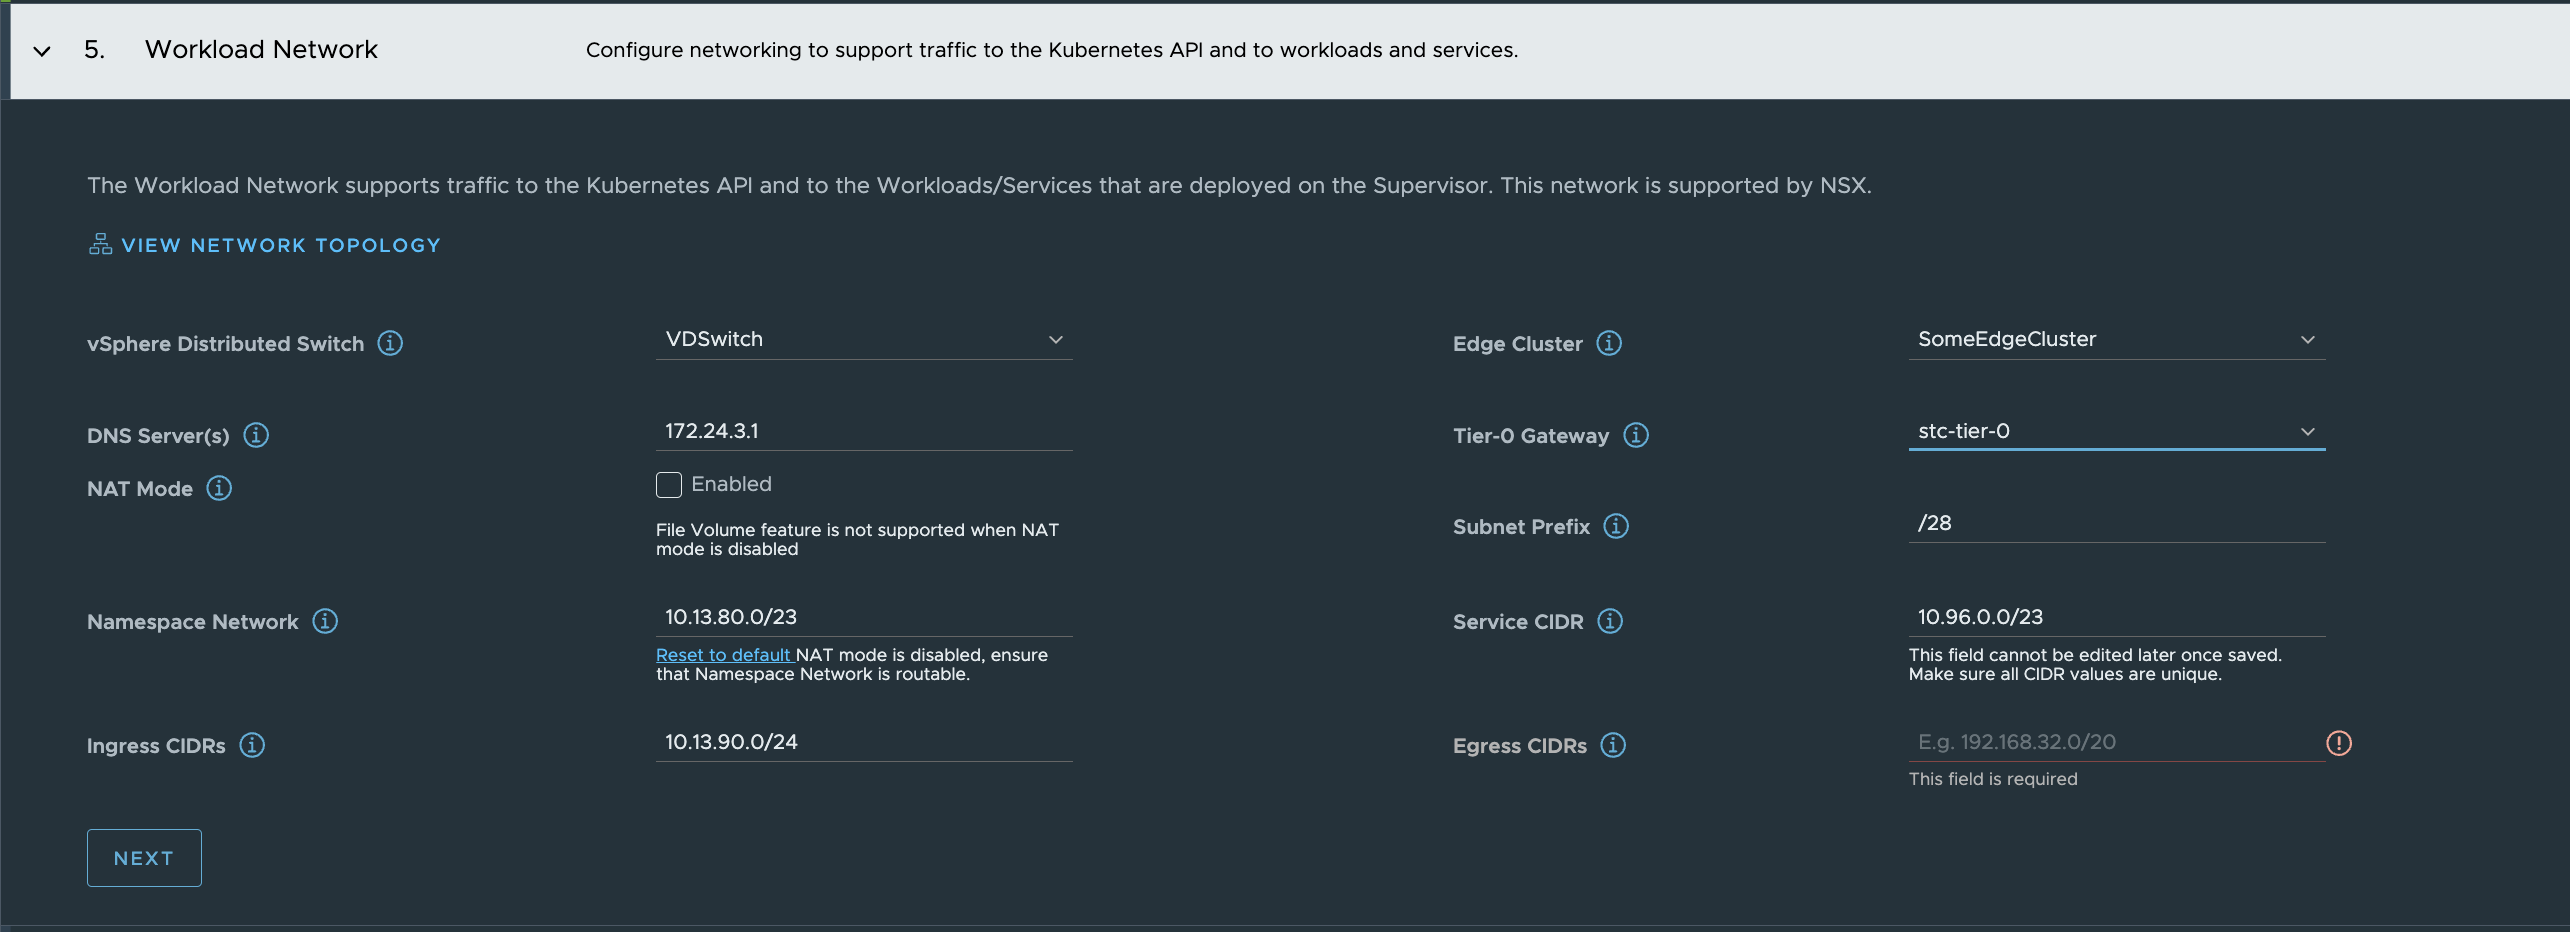 5. Workload Network Configure networking to support traffic to the Kubernetes API and to workloads and services.
The Workload Network supports traffic to the Kubernetes API and to the Workloads/Services that are deployed on the Supervisor. This network is supported by NSX.
VIEW NETWORK TOPOLOGY
vSphere Distributed Switch VDSwitch
Edge Cluster SomeEdgeCluster
DNS Server(s) 172.24.3.1
Tier-0 Gateway stc-tier-0
NAT Mode Enabled
File Volume feature is not supported when NAT
mode is disabled
Subnet Prefix /28
Namespace Network 10.13.80.0/23
Reset to default NAT mode is disabled, ensure
that Namespace Network is routable.
Service CIDR 10.96.0.0/23
This field cannot be edited later once saved.
Make sure all CIDR values are unique.
Ingress CIDRs 10.13.90.0/24
Egress CIDRs E.g. 192.168.32.0/20
This field is required
NEXT